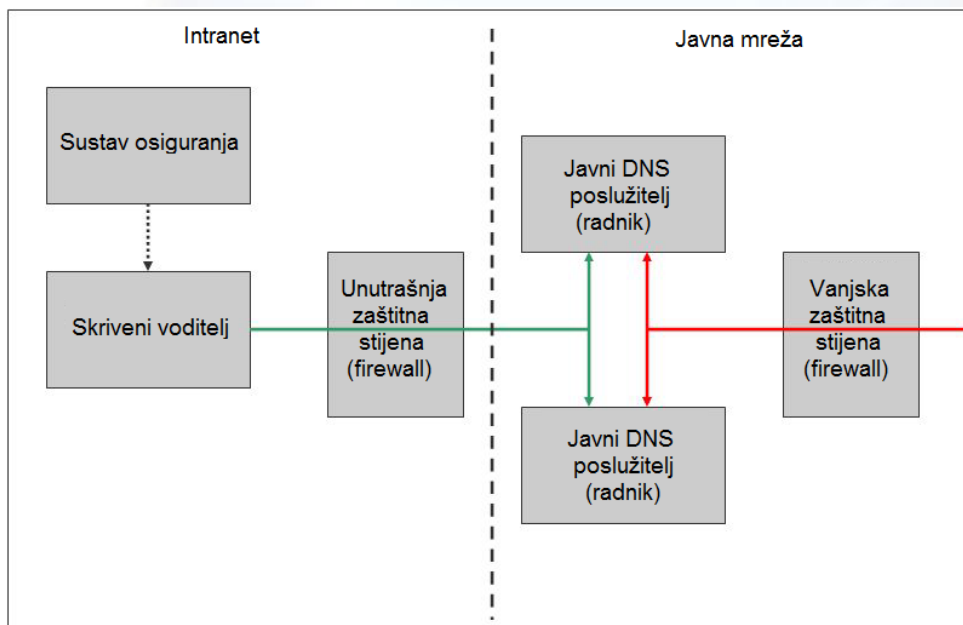 Intranet
Javna mreža
Sustav osiguranja
Skriveni voditelj
Unutrašnja
zaštitna
stijena
(firewall)
Javni DNS
poslužitelj
(radnik)
Javni DNS
poslužitelj
(radnik)
Vanjska
zaštitna
stijena
(firewall)